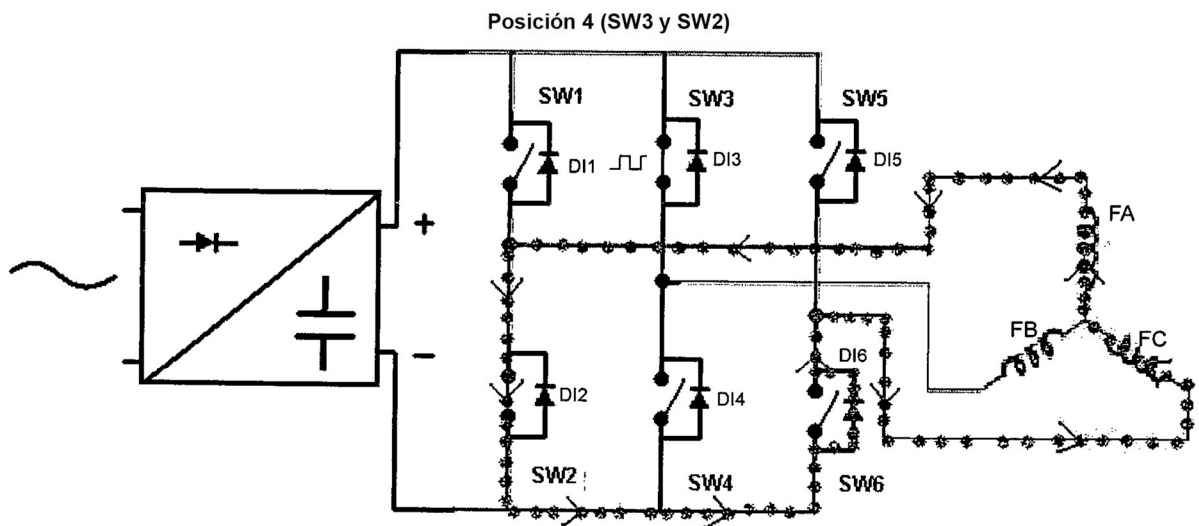 Posición 4 (SW3 y SW2)
SW1
SW3
SW5
DI1
DI3
DI5
+
FA
FB
FC
−
DI2
DI4
DI6
SW2
SW4
SW6